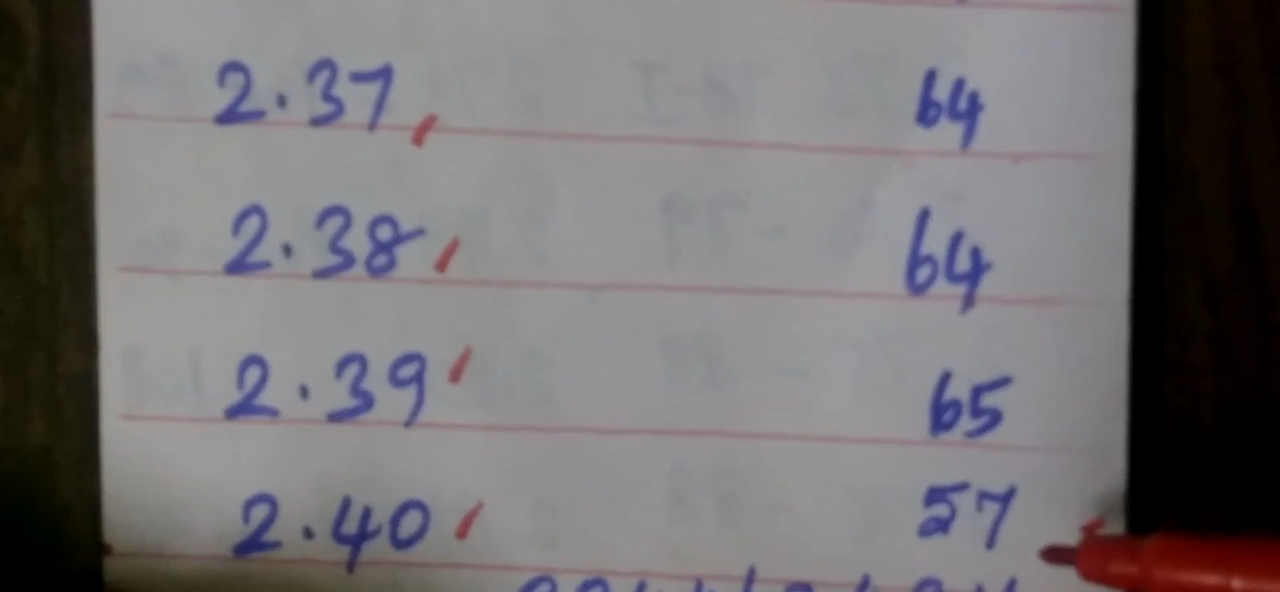 2.37, 64
2.38, 64
2.39' 65
2.40, 57